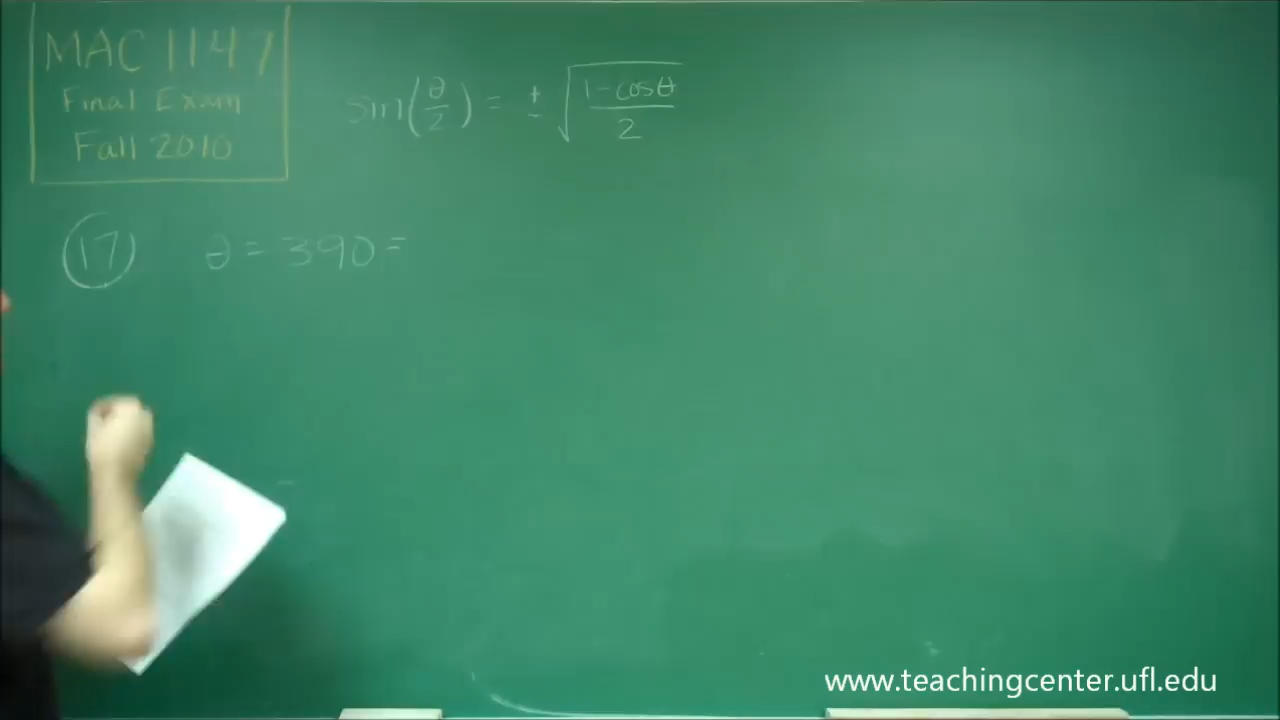 MAC 1147
Final Exam
Fall 2010
sin(θ/2) = ± √((1-cosθ)/2)
17 θ = 390 =
www.teachingcenter.ufl.edu